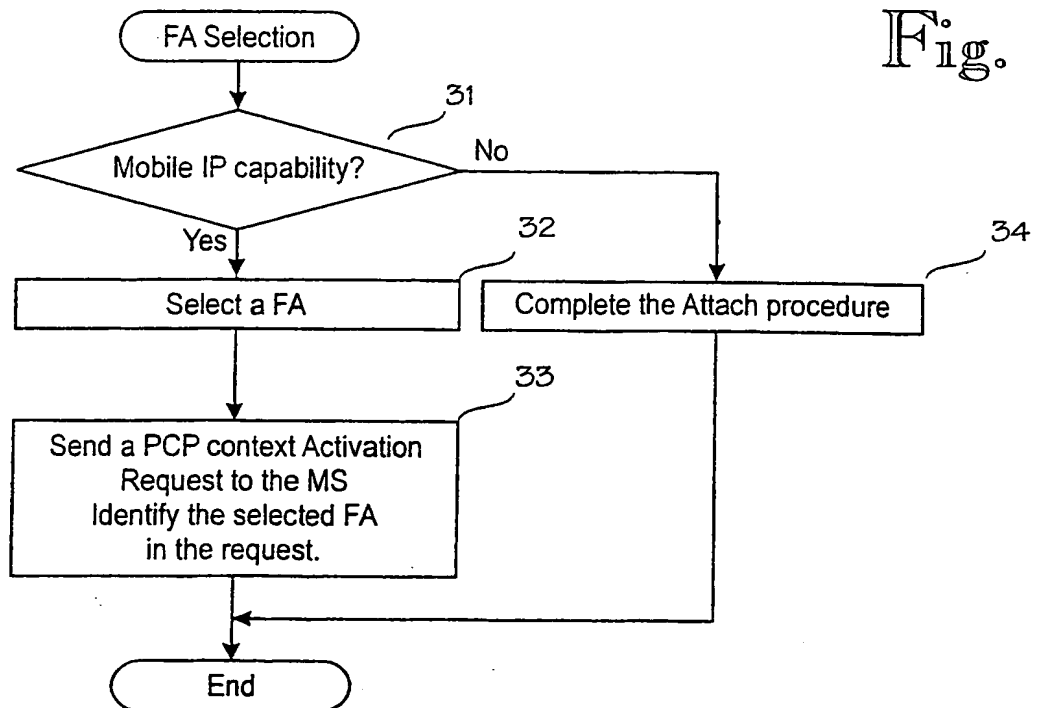 FA Selection
Fig.
31
Mobile IP capability?
No
Yes
32
34
Select a FA
Complete the Attach procedure
33
Send a PCP context Activation
Request to the MS
Identify the selected FA
in the request.
End